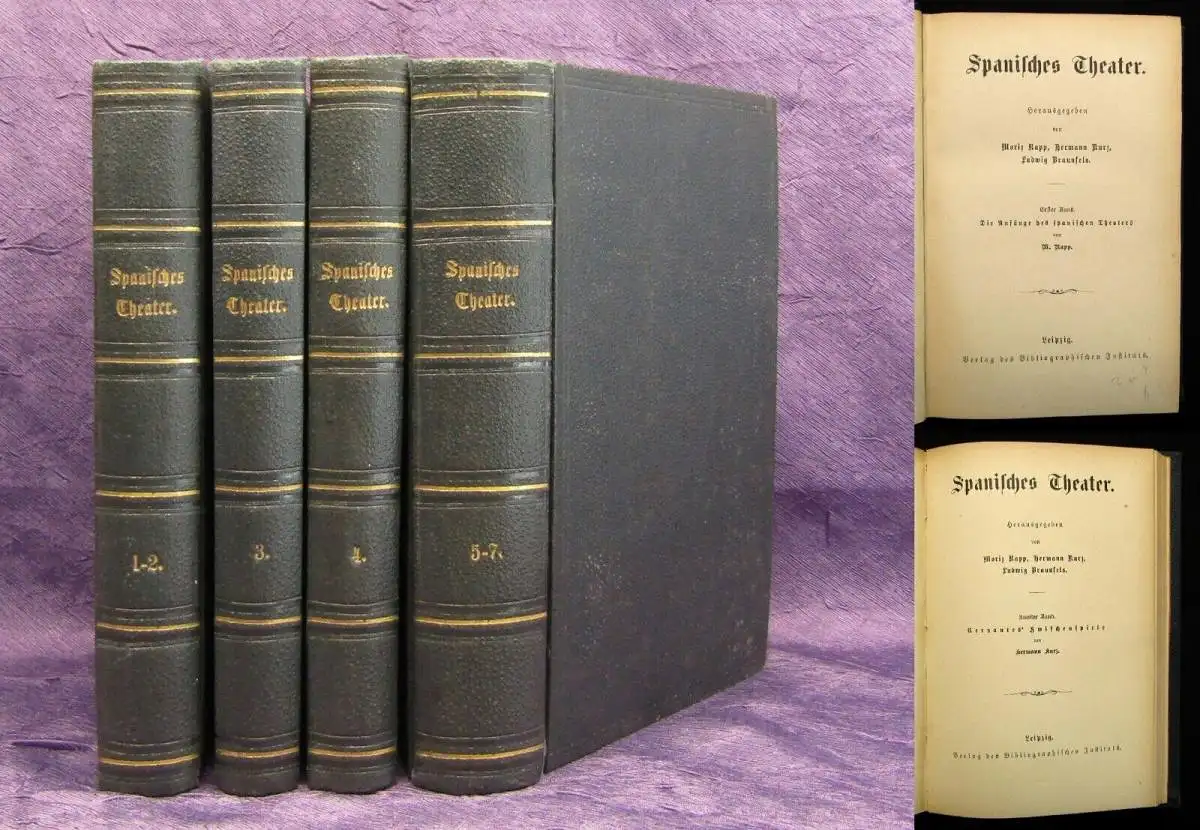 Spanisches
Theater.
1-2.
Spanisches
Theater.
3.
Spanisches
Theater.
4.
Spanisches
Theater.
5-7.
Spanisches Theater.
Herausgegeben
von
Moriz Rapp, Hermann Kurz,
Ludwig Braunfels.
Erster Band.
Die Anfänge des spanischen Theaters
von
M. Rapp.
Leipzig.
Verlag des Bibliographischen Instituts.
Spanisches Theater.
Herausgegeben
von
Moriz Rapp, Hermann Kurz,
Ludwig Braunfels.
Zweiter Band.
Cervantes' Zwischenspiele
von
Hermann Kurz.
Leipzig.
Verlag des Bibliographischen Instituts.